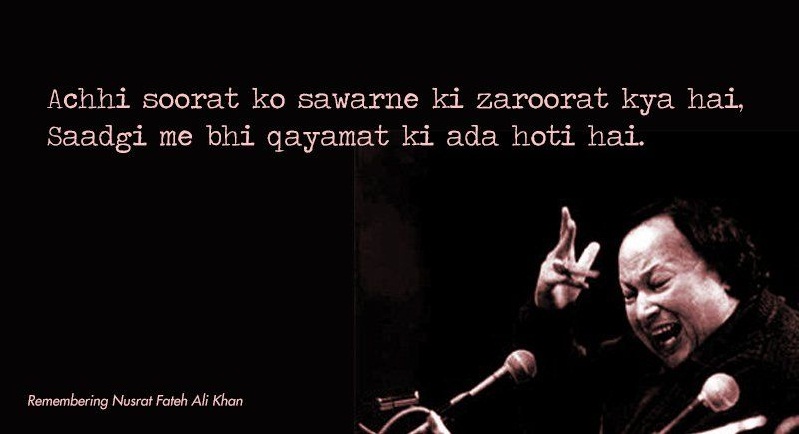 Achhi soorat ko sawarne ki zaroorat kya hai,
Saadgi me bhi qayamat ki ada hoti hai.
Remembering Nusrat Fateh Ali Khan